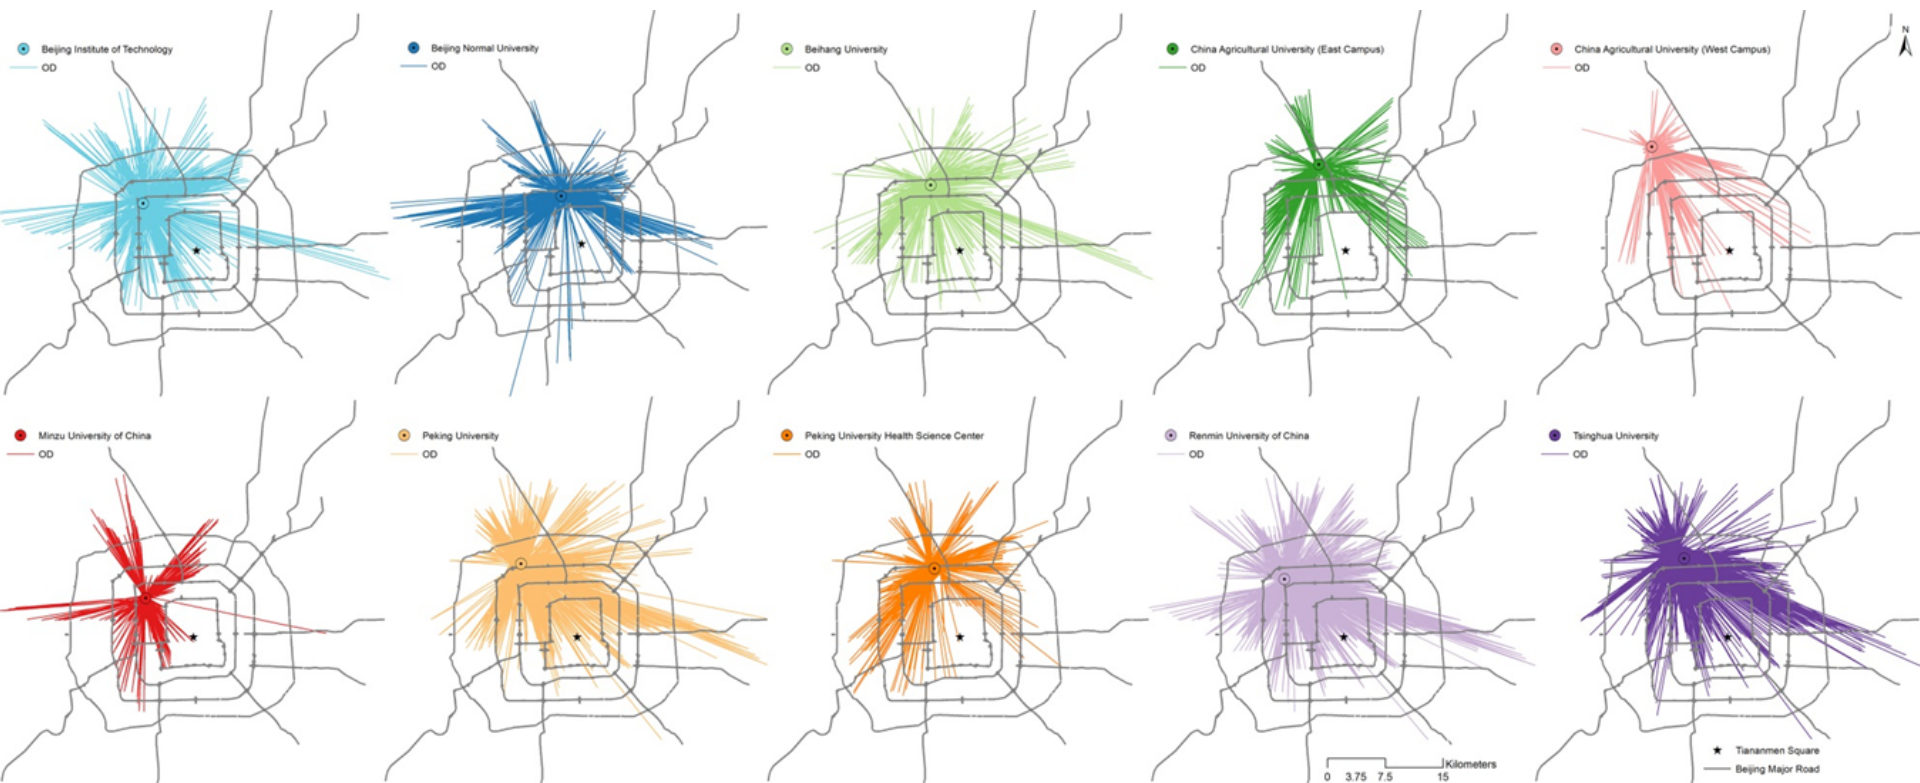 Beijing Institute of Technology
OD
Beijing Normal University
OD
Beihang University
OD
China Agricultural University (East Campus)
OD
China Agricultural University (West Campus)
OD
N
Minzu University of China
OD
Peking University
OD
Peking University Health Science Center
OD
Renmin University of China
OD
Tsinghua University
OD
Tiananmen Square
Beijing Major Road
Kilometers
0 3.75 7.5 15